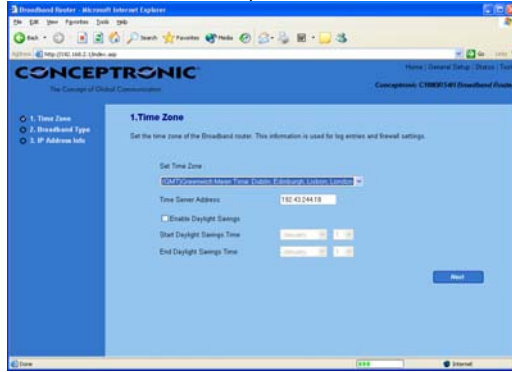 Broadband Router - Microsoft Internet Explorer
File Edit View Favorites Tools Help
Back Search Favorites Media
Address http://192.168.2.1/index.asp Go
CONCEPTRONIC
The Concept of Global Communication
Home | General Setup | Status | Tool
Conceptronic C100BRS4H Broadband Route
1. Time Zone
2. Broadband Type
3. IP Address Info
1.Time Zone
Set the time zone of the Broadband router. This information is used for log entries and firewall settings.
Set Time Zone :
(GMT)Greenwich Mean Time: Dublin, Edinburgh, Lisbon, London
Time Server Address: 192.43.244.18
Enable Daylight Savings
Start Daylight Savings Time January 1
End Daylight Savings Time January 1
Next
Done Internet